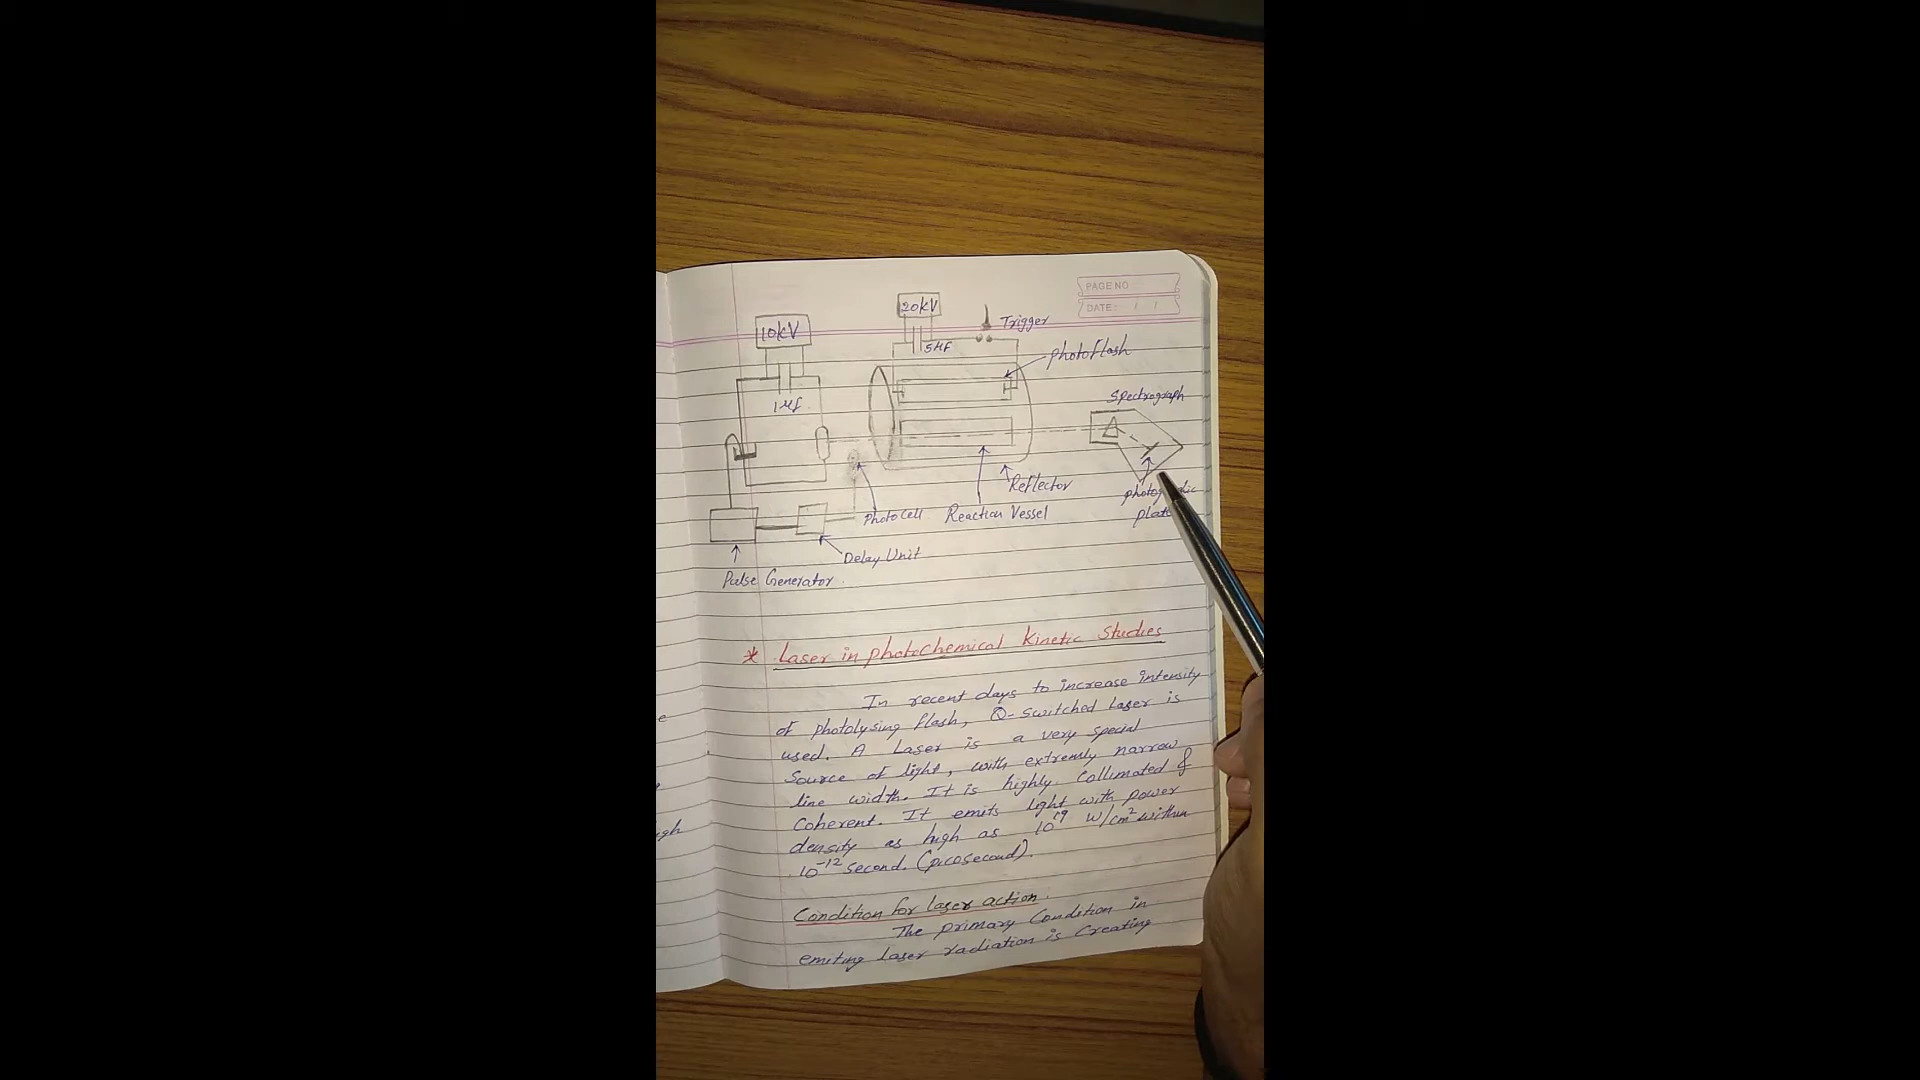 PAGE NO
DATE: / /
20kV
10kV
Trigger
5μF
photoflash
Spectrograph
1μf
Reflector
plate
Photocell
Reaction Vessel
Delay Unit
Pulse Generator
* Laser in photochemical Kinetic Studies
In recent days to increase intensity
of photolysing flash, Q-switched Laser is
used. A Laser is a very special
Source of light, with extremly narrow
line width. It is highly Collimated &
Coherent. It emits light with power
density as high as 10¹⁹ W/cm² within
10⁻¹² second. (picosecond).
Condition for laser action.
The primary Condition in
emiting laser radiation is Creating
e
ugh